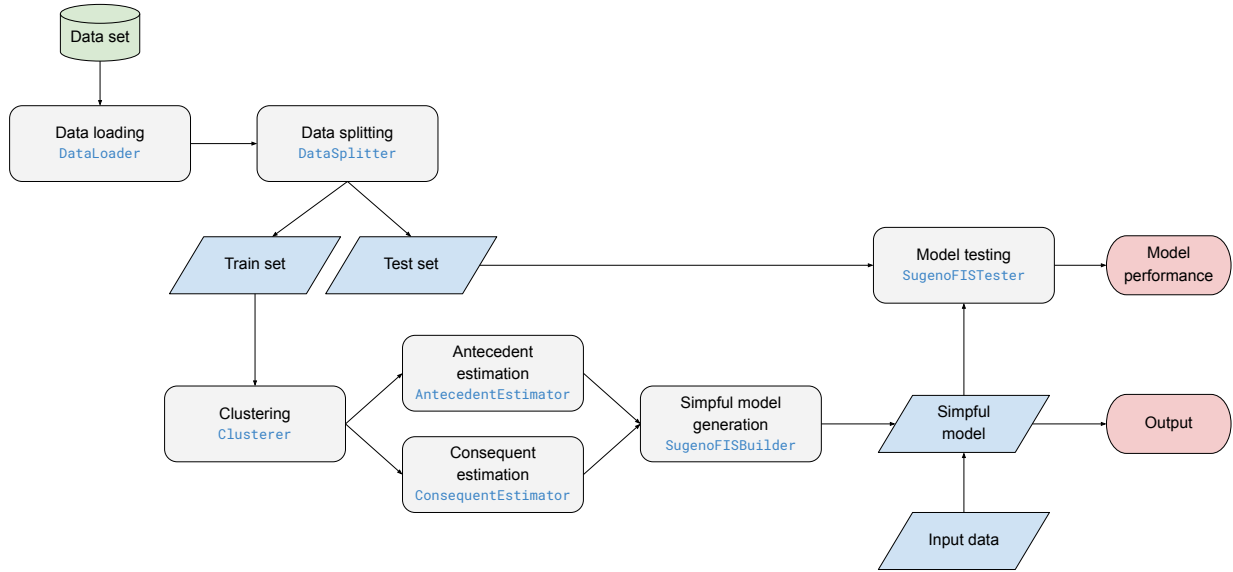 Data set
Data loading
DataLoader
Data splitting
DataSplitter
Train set
Test set
Model testing
SugenoFISTester
Model
performance
Antecedent
estimation
AntecedentEstimator
Clustering
Clusterer
Consequent
estimation
ConsequentEstimator
Simpful model
generation
SugenoFISBuilder
Simpful
model
Output
Input data